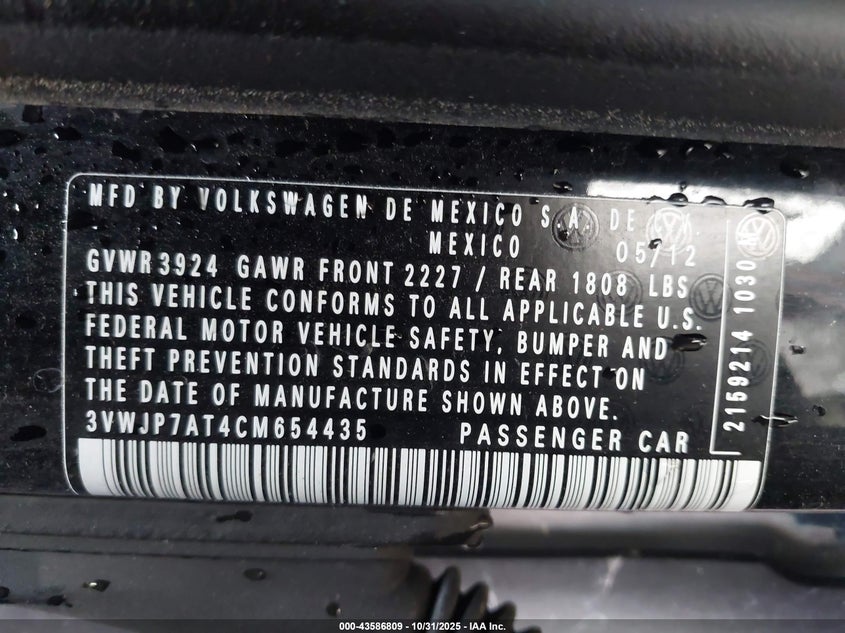 MFD BY VOLKSWAGEN DE MEXICO S.A. DE
MEXICO 05/12
GVWR 3924 GAWR FRONT 2227 / REAR 1808 LBS
THIS VEHICLE CONFORMS TO ALL APPLICABLE U.S.
FEDERAL MOTOR VEHICLE SAFETY, BUMPER AND
THEFT PREVENTION STANDARDS IN EFFECT ON
THE DATE OF MANUFACTURE SHOWN ABOVE.
3VWJP7AT4CM654435 PASSENGER CAR
2159214 1030
000-43586809 - 10/31/2025 - IAA Inc.